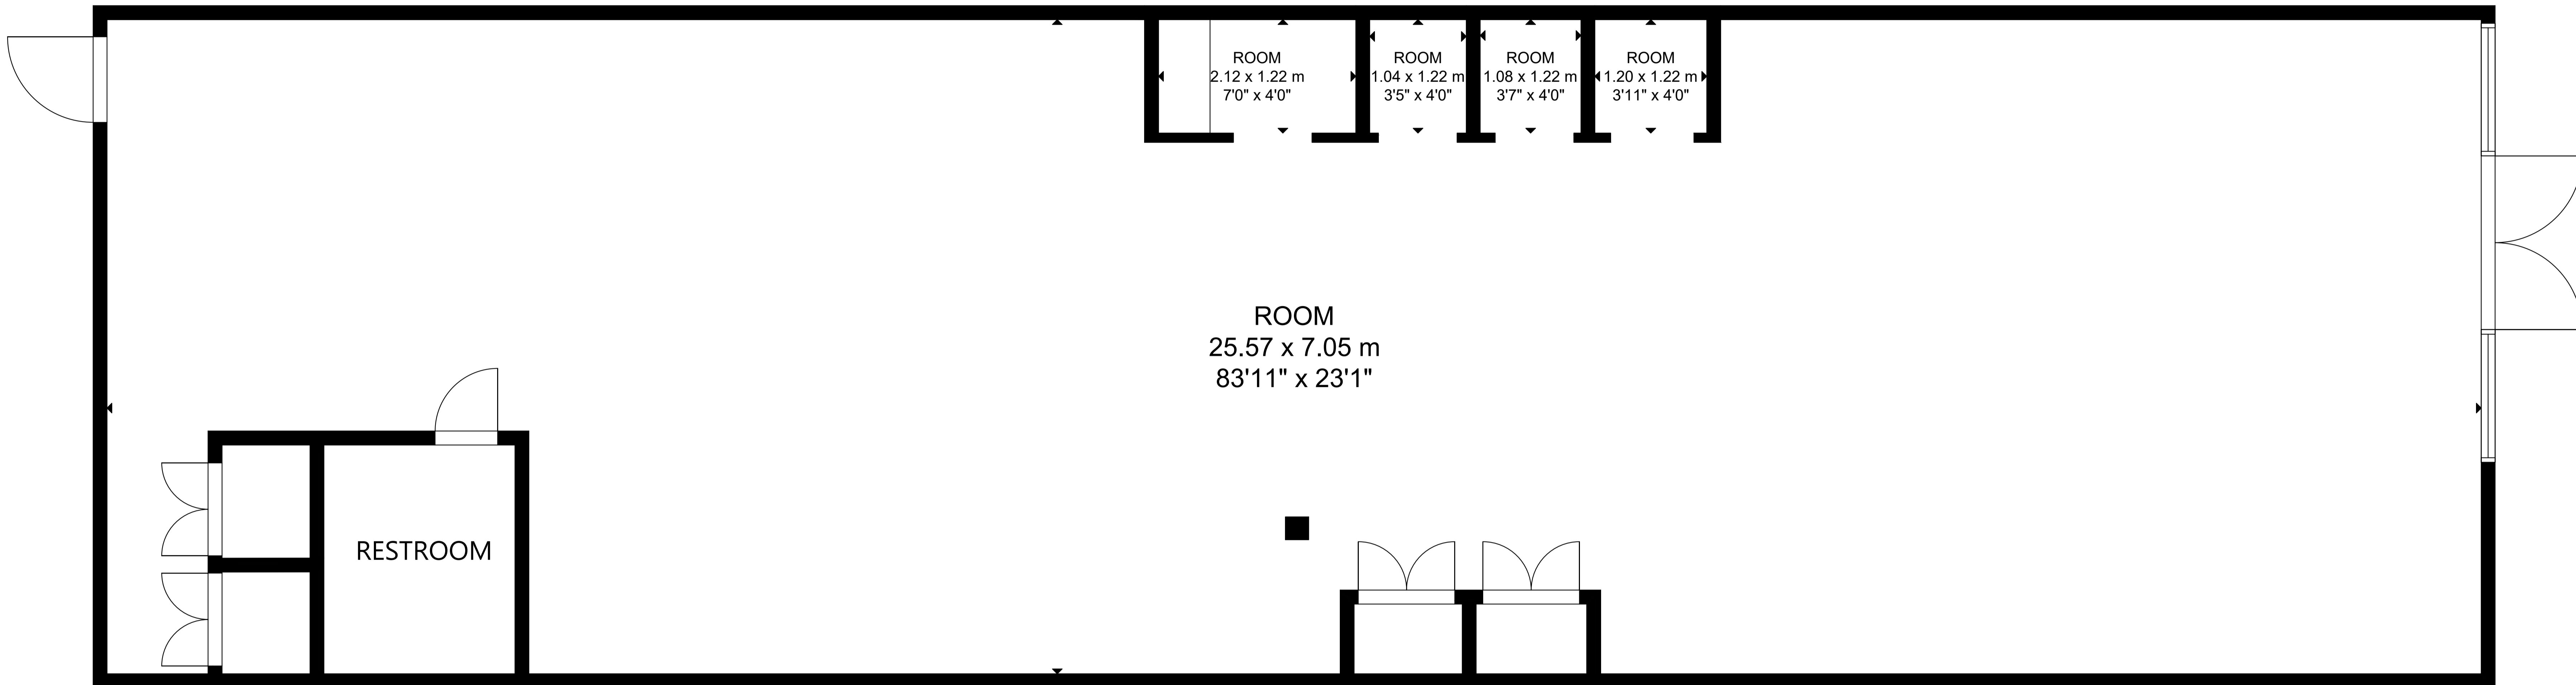 ROOM
2.12 x 1.22 m
7'0" x 4'0"
ROOM
1.04 x 1.22 m
3'5" x 4'0"
ROOM
1.08 x 1.22 m
3'7" x 4'0"
ROOM
1.20 x 1.22 m
3'11" x 4'0"
ROOM
25.57 x 7.05 m
83'11" x 23'1"
RESTROOM